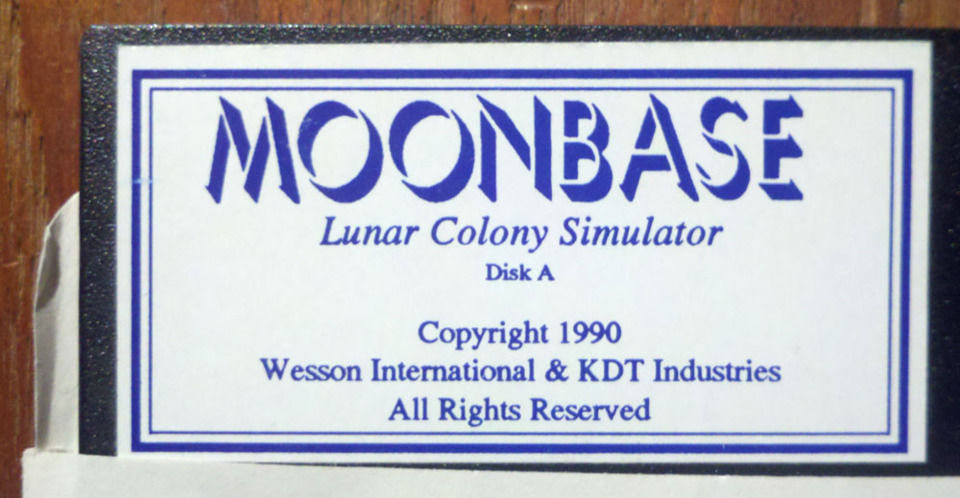 MOONBASE
Lunar Colony Simulator
Disk A
Copyright 1990
Wesson International & KDT Industries
All Rights Reserved